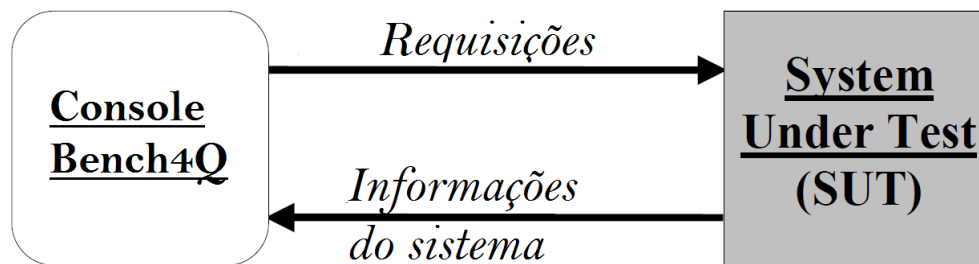 Requisições
Console
Bench4Q
System
Under Test
(SUT)
Informações
do sistema